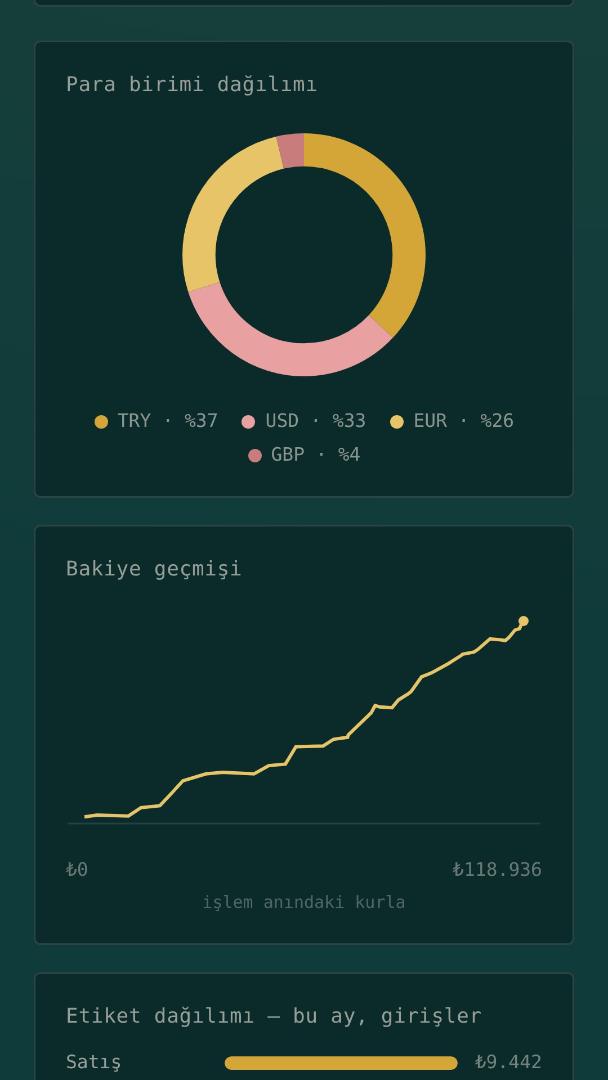 Para birimi dağılımı
TRY · %37 USD · %33 EUR · %26
GBP · %4
Bakiye geçmişi
₺0 ₺118.936
işlem anındaki kurla
Etiket dağılımı — bu ay, girişler
Satış ₺9.442